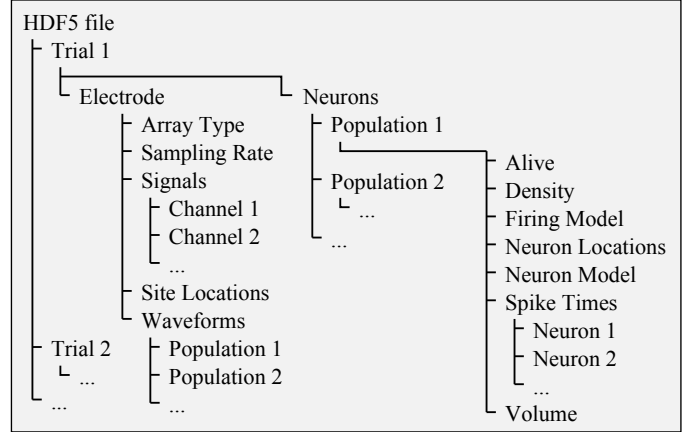 HDF5 file
Trial 1
Electrode
Neurons
Array Type
Sampling Rate
Signals
Channel 1
Channel 2
...
Site Locations
Waveforms
Population 1
Population 2
...
Population 1
Population 2
...
...
Alive
Density
Firing Model
Neuron Locations
Neuron Model
Spike Times
Neuron 1
Neuron 2
...
Volume
Trial 2
...
...